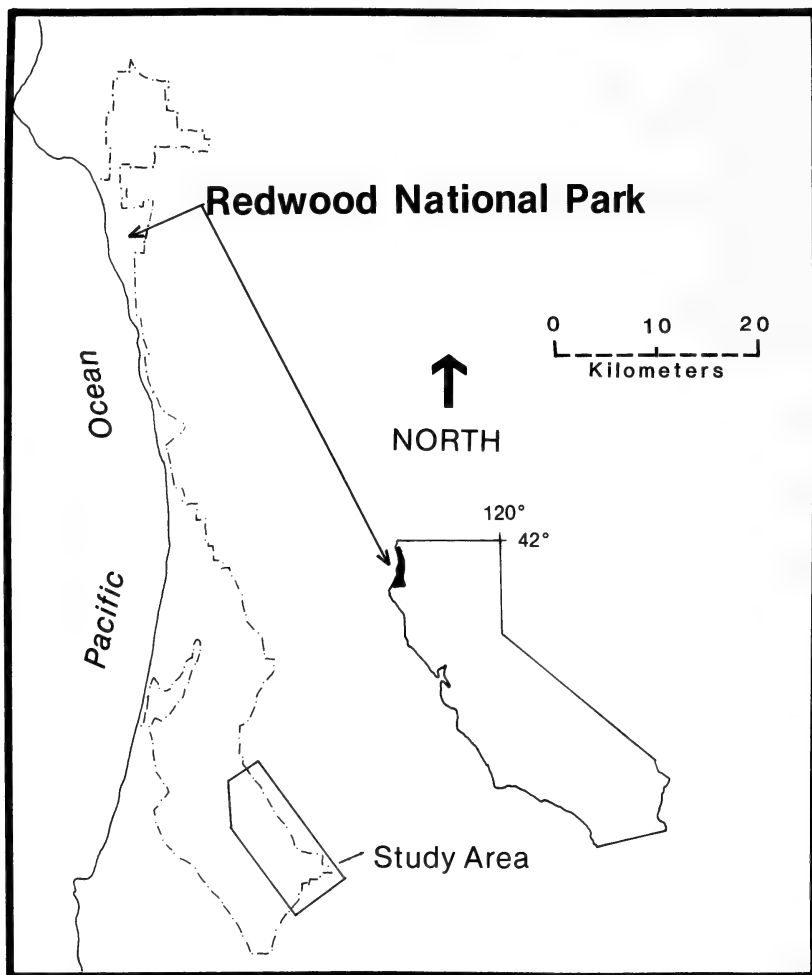 Redwood National Park
0 10 20
Kilometers
NORTH
Ocean
Pacific
120°
42°
Study Area